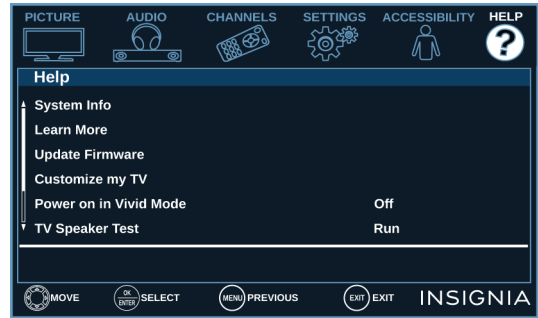 PICTURE AUDIO CHANNELS SETTINGS ACCESSIBILITY HELP
?
Help
System Info
Learn More
Update Firmware
Customize my TV
Power on in Vivid Mode Off
TV Speaker Test Run
MOVE OK ENTER SELECT MENU PREVIOUS EXIT EXIT INSIGNIA